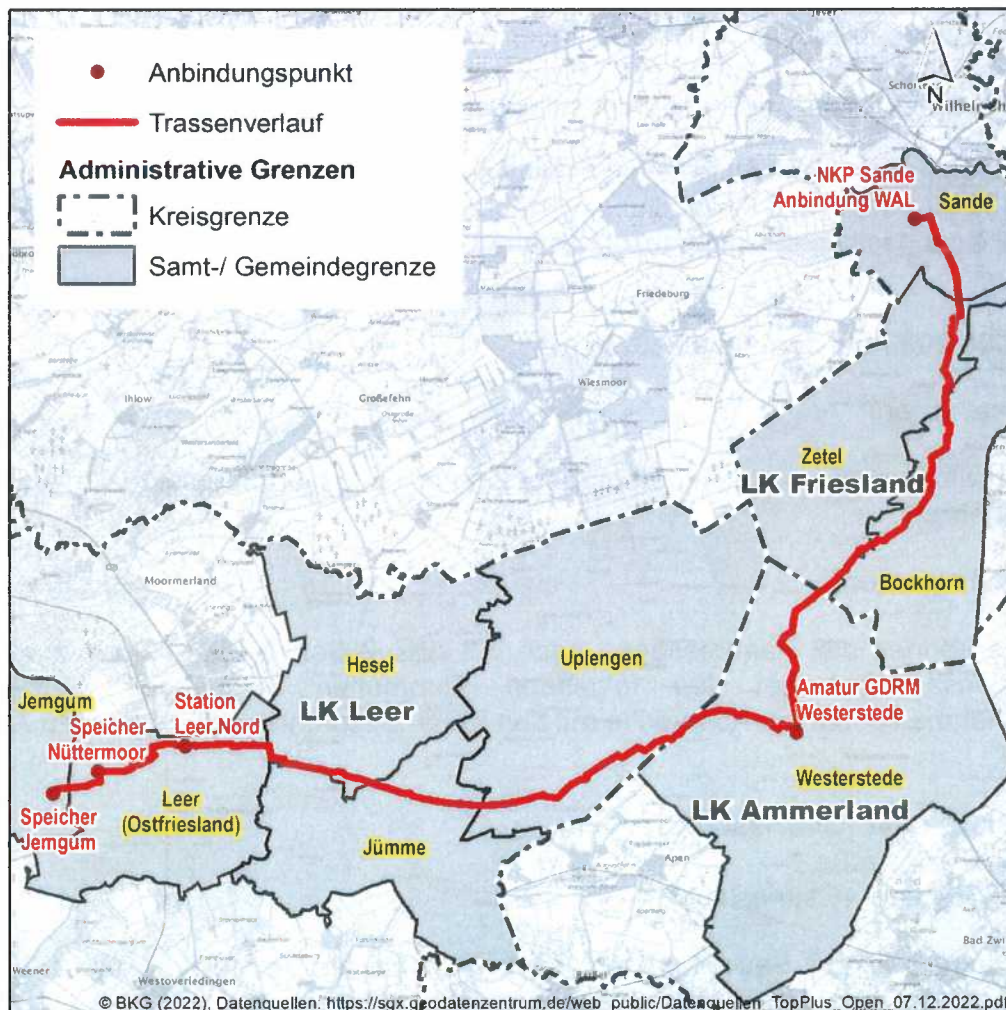 Anbindungspunkt
Trassenverlauf
Administrative Grenzen
Kreisgrenze
Samt-/ Gemeindegrenze
N
Jever
NKP Sande
Anbindung WAL
Sande
Friedeburg
Wiesmoor
Großefehn
Ihlow
Zetel
LK Friesland
Bockhorn
Moormerland
Hesel
LK Leer
Uplengen
Jemgum
Speicher
Nüttermoor
Station
Leer Nord
Amatur GDRM
Westerstede
Speicher
Jemgum
Leer
(Ostfriesland)
Jümme
Westerstede
LK Ammerland
Apen
Weener
Westoverledingen
© BKG (2022), Datenquellen: https://sgx.geodatenzentrum.de/web_public/Datenquellen_TopPlus_Open_07.12.2022.pdf